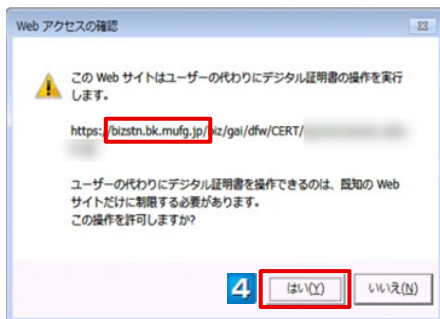 Web アクセスの確認
この Web サイトはユーザーの代わりにデジタル証明書の操作を実行
します。
https://bizstn.bk.mufg.jp/biz/gai/dfw/CERT/
ユーザーの代わりにデジタル証明書を操作できるのは、既知の Web
サイトだけに制限する必要があります。
この操作を許可しますか?
4 はい(Y) いいえ(N)